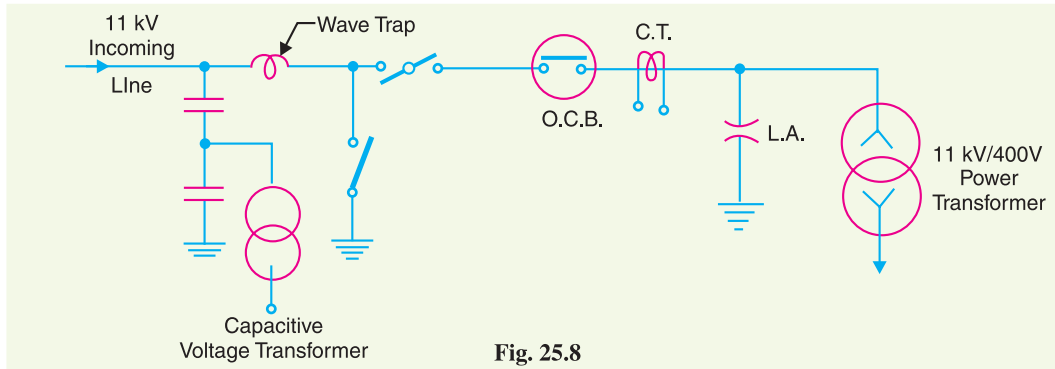 11 kV
Incoming
LIne
Wave Trap
C.T.
O.C.B.
L.A.
11 kV/400V
Power
Transformer
Capacitive
Voltage Transformer
Fig. 25.8